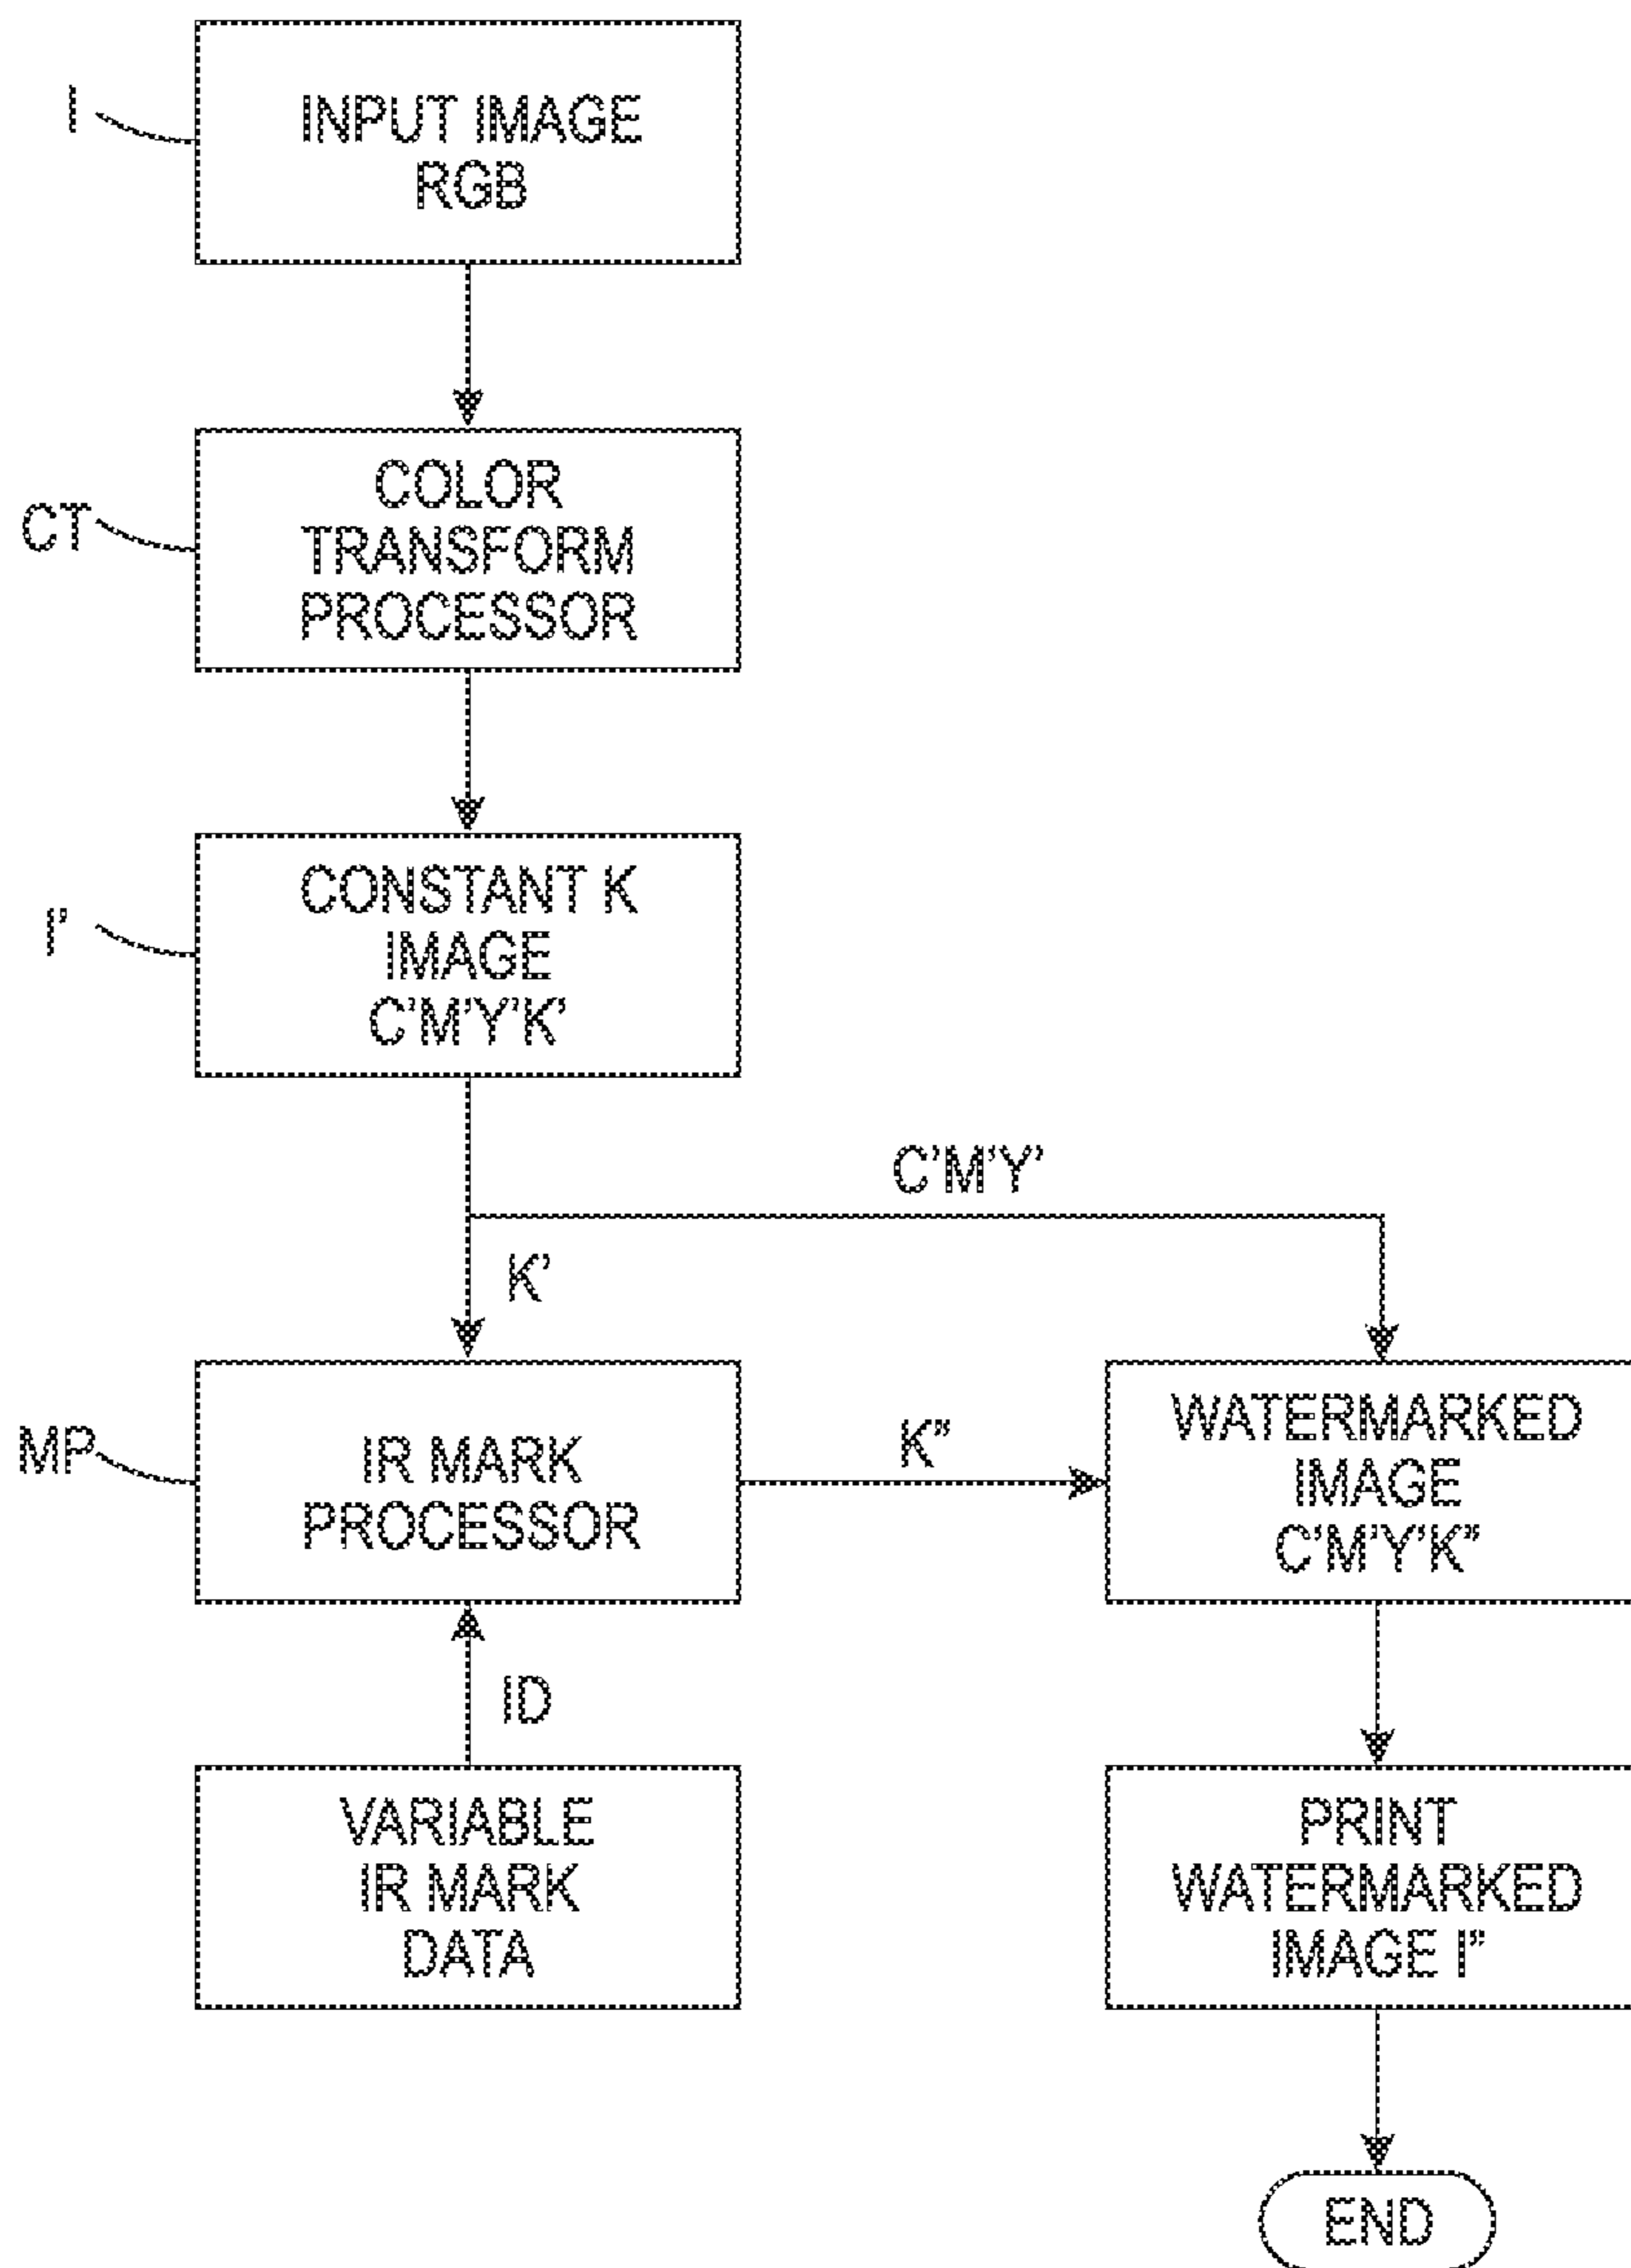 I
INPUT IMAGE
RGB
CT
COLOR
TRANSFORM
PROCESSOR
I’
CONSTANT K
IMAGE
C’M’Y’K’
C’M’Y’
K’
MP
IR MARK
PROCESSOR
K”
WATERMARKED
IMAGE
C’M’Y’K”
ID
VARIABLE
IR MARK
DATA
PRINT
WATERMARKED
IMAGE I”
END